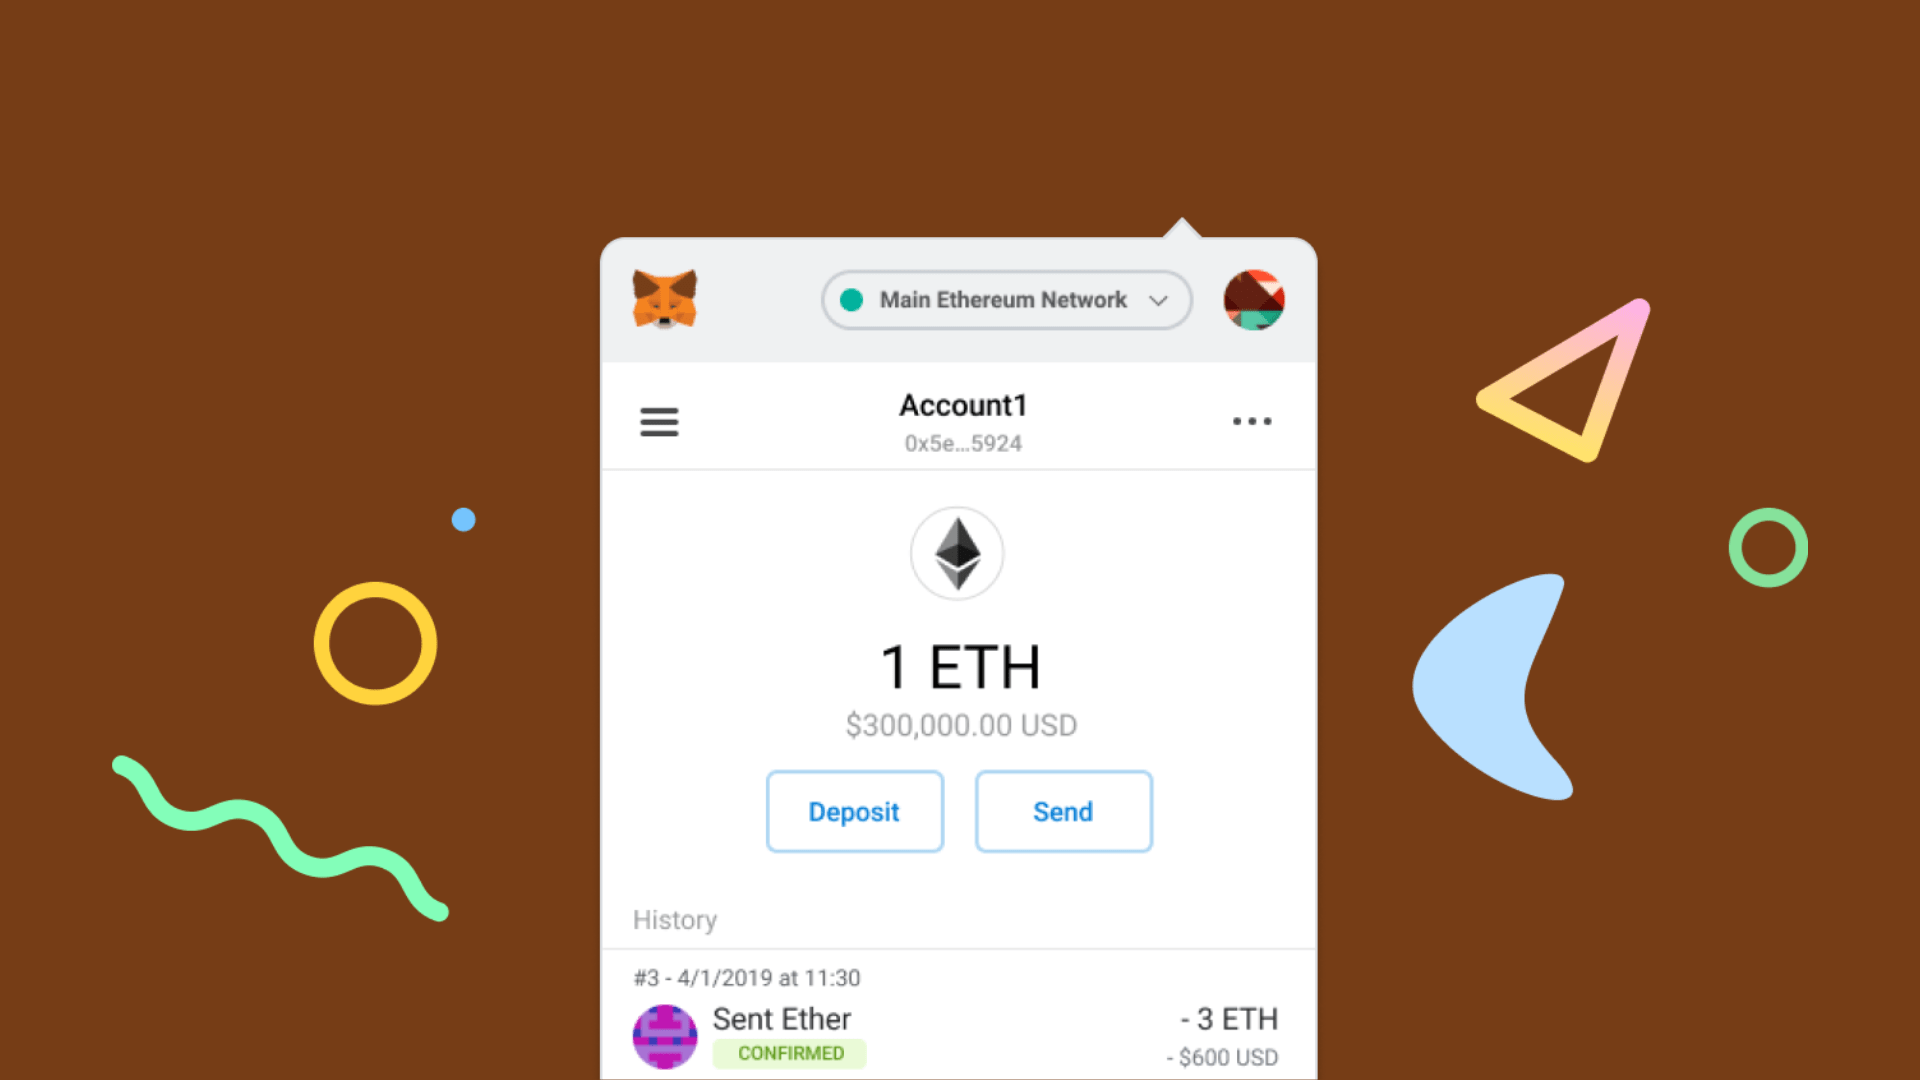 Main Ethereum Network
Account1
0x5e...5924
1 ETH
$300,000.00 USD
Deposit
Send
History
#3 - 4/1/2019 at 11:30
Sent Ether
- 3 ETH
CONFIRMED
- $600 USD